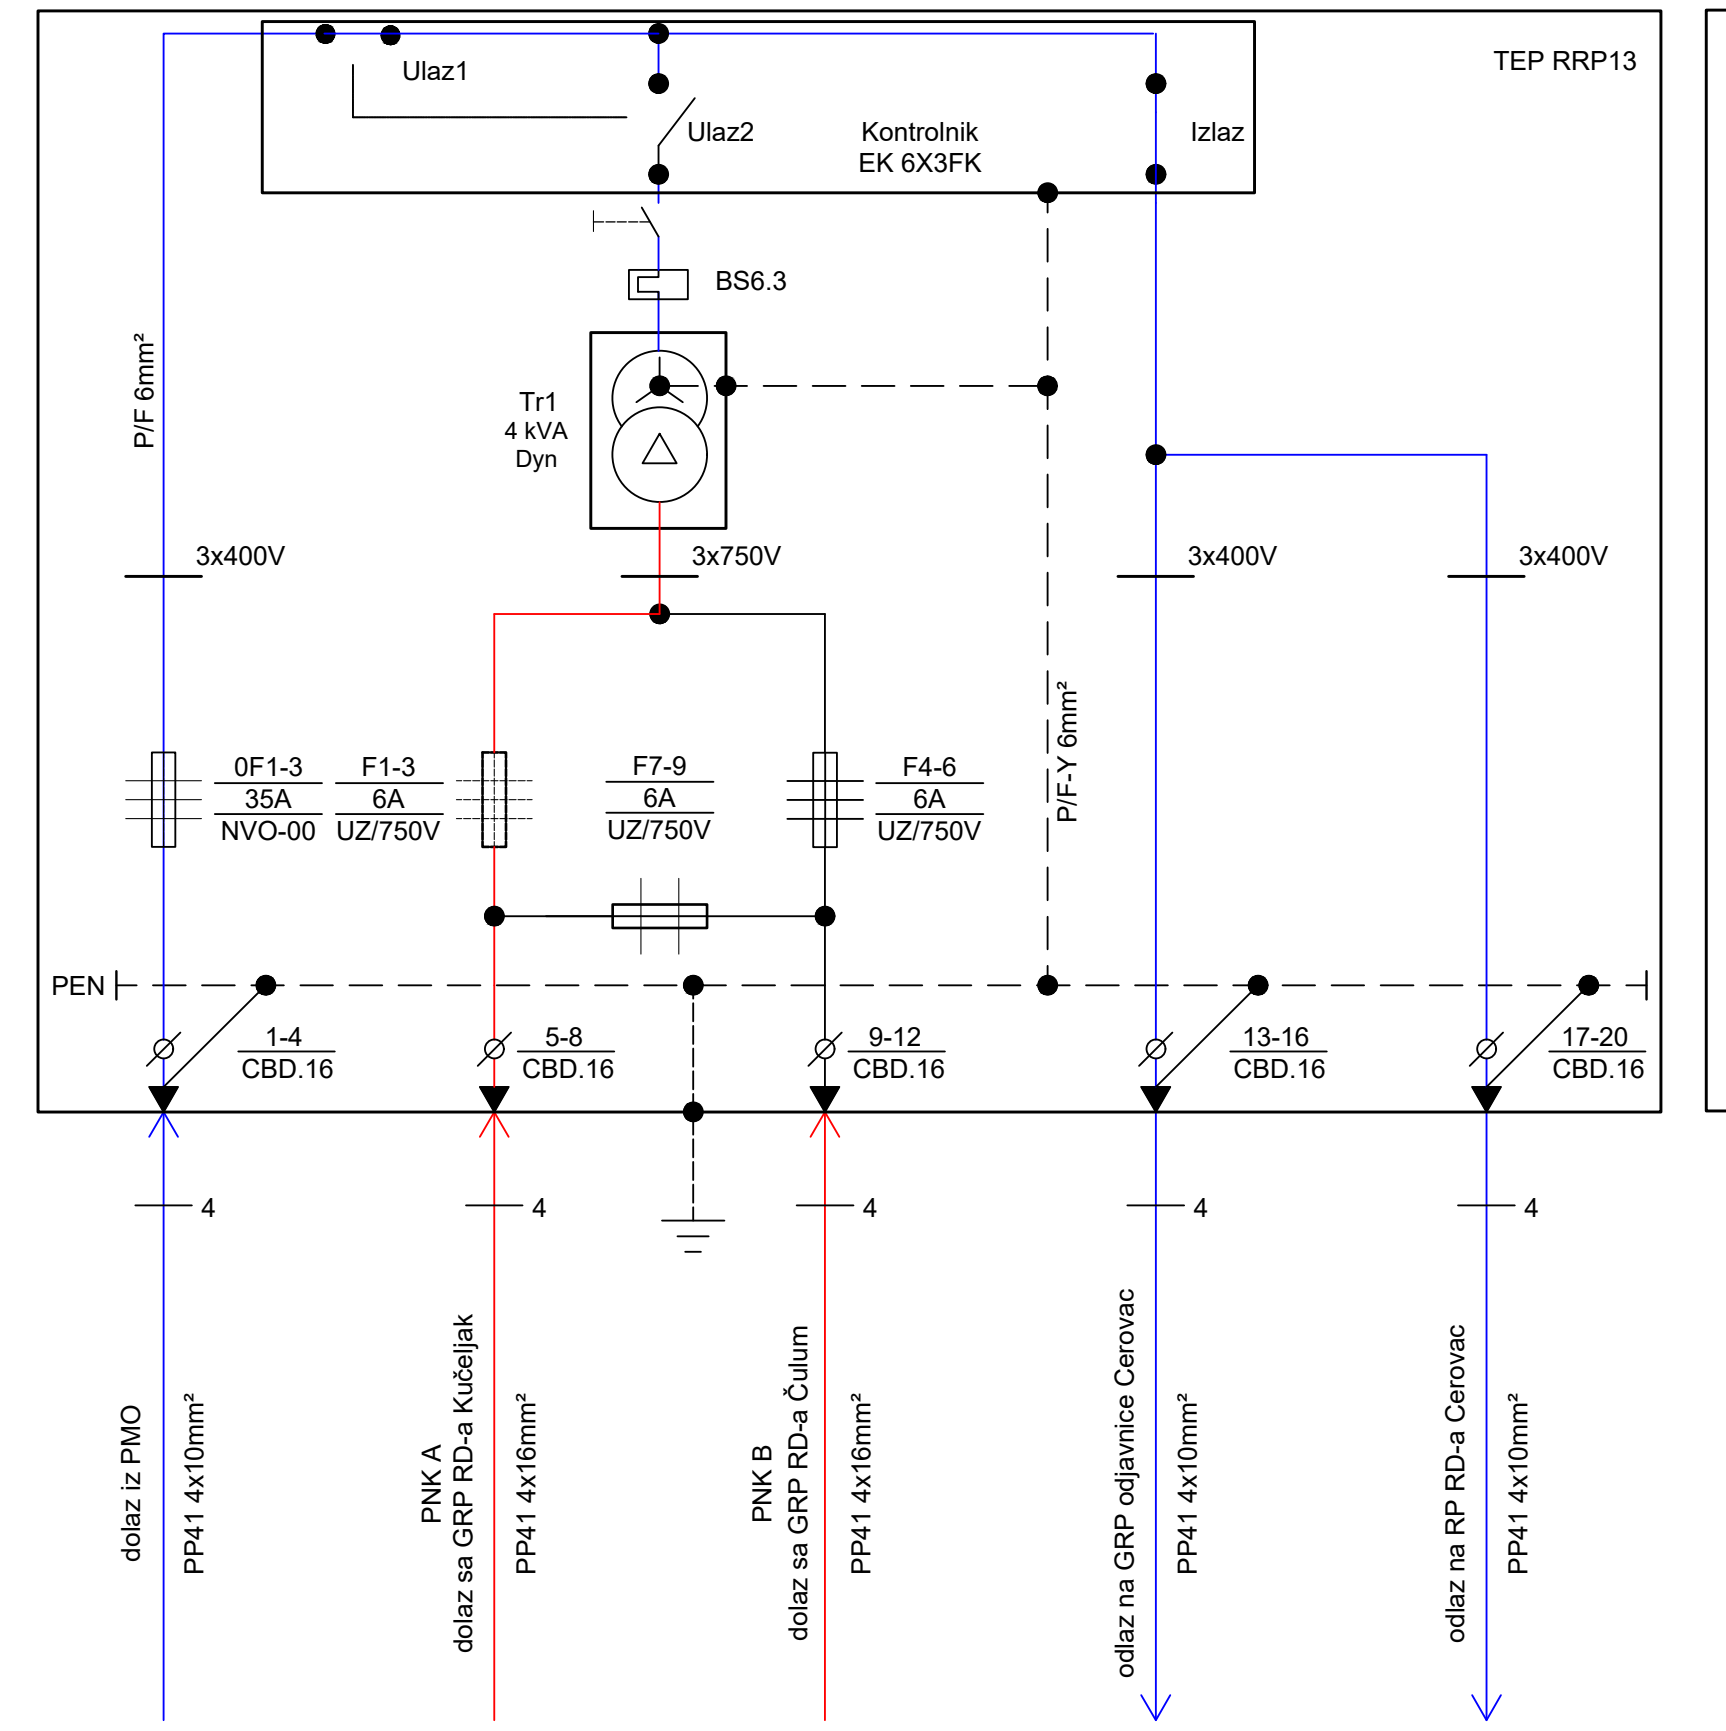 TEP RRP13
Ulaz1
Ulaz2
Kontrolnik
EK 6X3FK
Izlaz
BS6.3
P/F 6mm²
Tr1
4 kVA
Dyn
3x400V
3x750V
3x400V
3x400V
P/F-Y 6mm²
0F1-3
35A
NVO-00
F1-3
6A
UZ/750V
F7-9
6A
UZ/750V
F4-6
6A
UZ/750V
PEN
1-4
CBD.16
5-8
CBD.16
9-12
CBD.16
13-16
CBD.16
17-20
CBD.16
4
4
4
4
4
dolaz iz PMO
PP41 4x10mm²
PNK A
dolaz sa GRP RD-a Kučeljak
PP41 4x16mm²
PNK B
dolaz sa GRP RD-a Čulum
PP41 4x16mm²
odlaz na GRP odjavnice Cerovac
PP41 4x10mm²
odlaz na RP RD-a Cerovac
PP41 4x10mm²